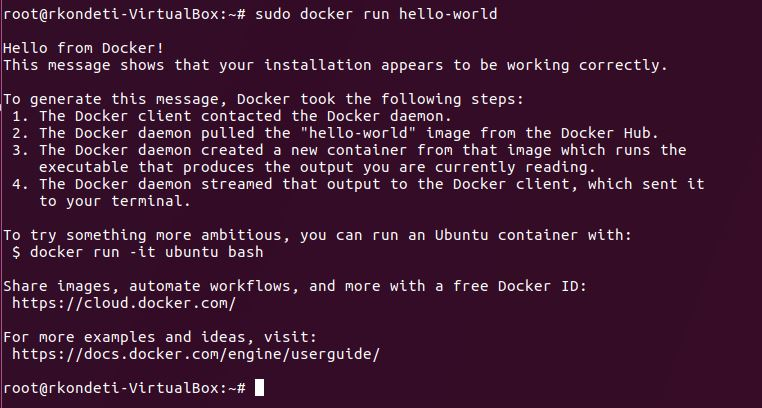 root@rkondeti-VirtualBox:~# sudo docker run hello-world
Hello from Docker!
This message shows that your installation appears to be working correctly.
To generate this message, Docker took the following steps:
1. The Docker client contacted the Docker daemon.
2. The Docker daemon pulled the "hello-world" image from the Docker Hub.
3. The Docker daemon created a new container from that image which runs the
executable that produces the output you are currently reading.
4. The Docker daemon streamed that output to the Docker client, which sent it
to your terminal.
To try something more ambitious, you can run an Ubuntu container with:
$ docker run -it ubuntu bash
Share images, automate workflows, and more with a free Docker ID:
https://cloud.docker.com/
For more examples and ideas, visit:
https://docs.docker.com/engine/userguide/
root@rkondeti-VirtualBox:~#